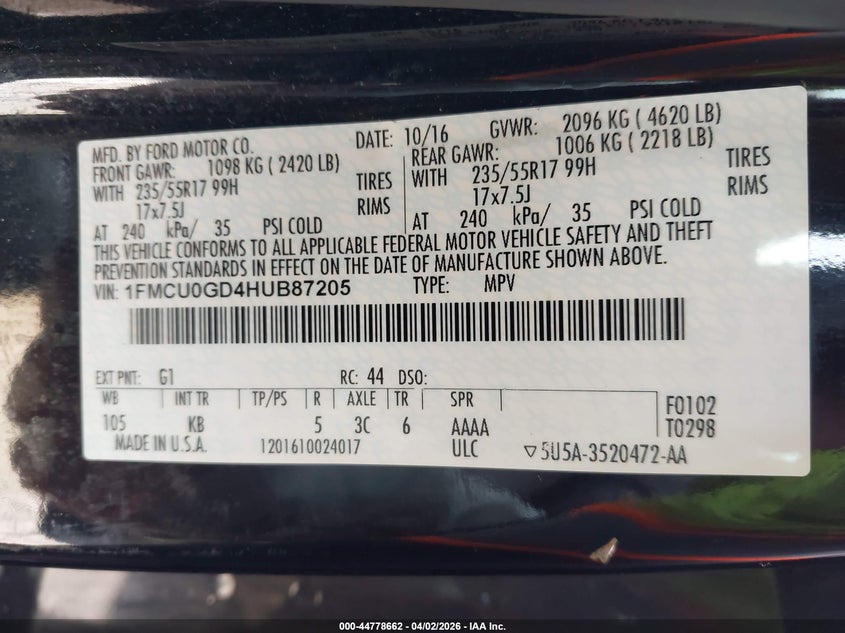 MFD. BY FORD MOTOR CO. DATE: 10/16 GVWR: 2096 KG ( 4620 LB)
FRONT GAWR: 1098 KG ( 2420 LB) REAR GAWR: 1006 KG ( 2218 LB)
WITH 235/55R17 99H TIRES WITH 235/55R17 99H TIRES
17x7.5J RIMS 17x7.5J RIMS
AT 240 kPa/ 35 PSI COLD AT 240 kPa/ 35 PSI COLD
THIS VEHICLE CONFORMS TO ALL APPLICABLE FEDERAL MOTOR VEHICLE SAFETY AND THEFT
PREVENTION STANDARDS IN EFFECT ON THE DATE OF MANUFACTURE SHOWN ABOVE.
VIN: 1FMCU0GD4HUB87205 TYPE: MPV
EXT PNT: G1 RC: 44 DSO:
WB INT TR TP/PS R AXLE TR SPR F0102
105 KB 5 3C 6 AAAA T0298
MADE IN U.S.A. 1201610024017 ULC ▽5U5A-3520472-AA
000-44778662 - 04/02/2026 - IAA Inc.